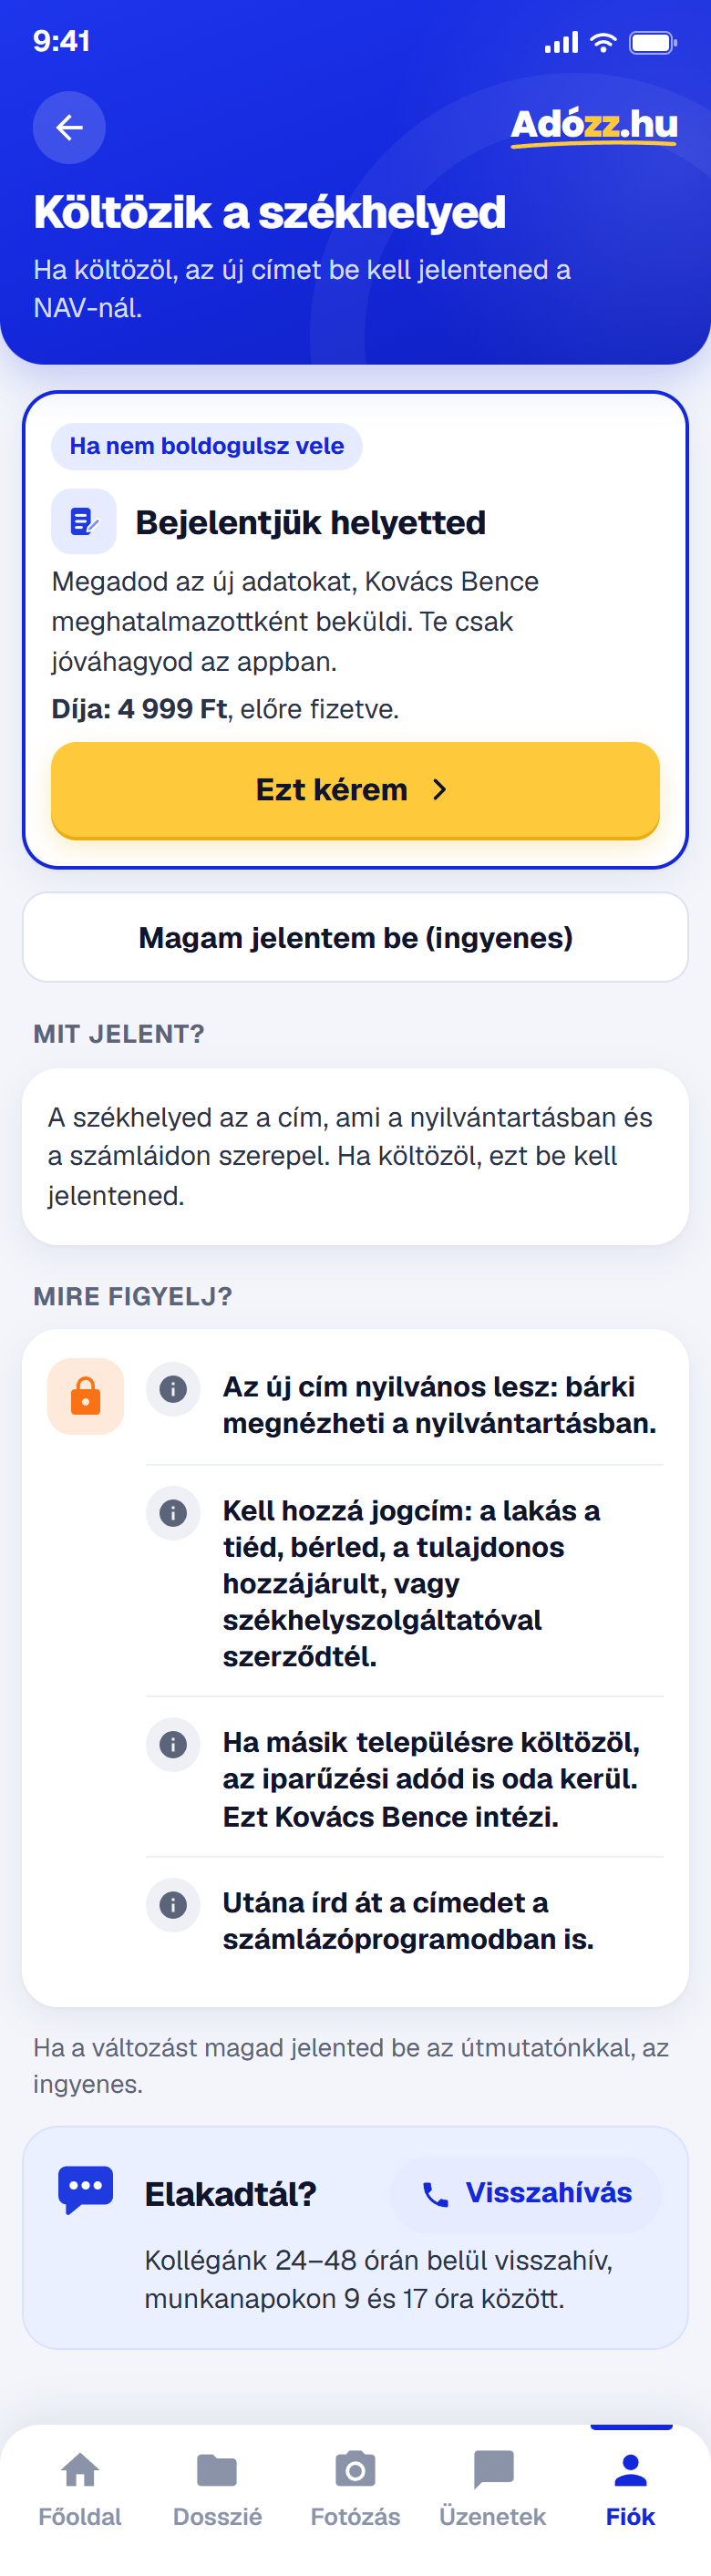 9:41
Adózz.hu
Költözik a székhelyed
Ha költözöl, az új címet be kell jelentened a
NAV-nál.
Ha nem boldogulsz vele
Bejelentjük helyetted
Megadod az új adatokat, Kovács Bence
meghatalmazottként beküldi. Te csak
jóváhagyod az appban.
Díja: 4 999 Ft, előre fizetve.
Ezt kérem
Magam jelentem be (ingyenes)
MIT JELENT?
A székhelyed az a cím, ami a nyilvántartásban és
a számláidon szerepel. Ha költözöl, ezt be kell
jelentened.
MIRE FIGYELJ?
Az új cím nyilvános lesz: bárki
megnézheti a nyilvántartásban.
Kell hozzá jogcím: a lakás a
tiéd, bérled, a tulajdonos
hozzájárult, vagy
székhelyszolgáltatóval
szerződtél.
Ha másik településre költözöl,
az iparűzési adód is oda kerül.
Ezt Kovács Bence intézi.
Utána írd át a címedet a
számlázóprogramodban is.
Ha a változást magad jelented be az útmutatónkkal, az
ingyenes.
Elakadtál?
Visszahívás
Kollégánk 24–48 órán belül visszahív,
munkanapokon 9 és 17 óra között.
Főoldal
Dosszié
Fotózás
Üzenetek
Fiók